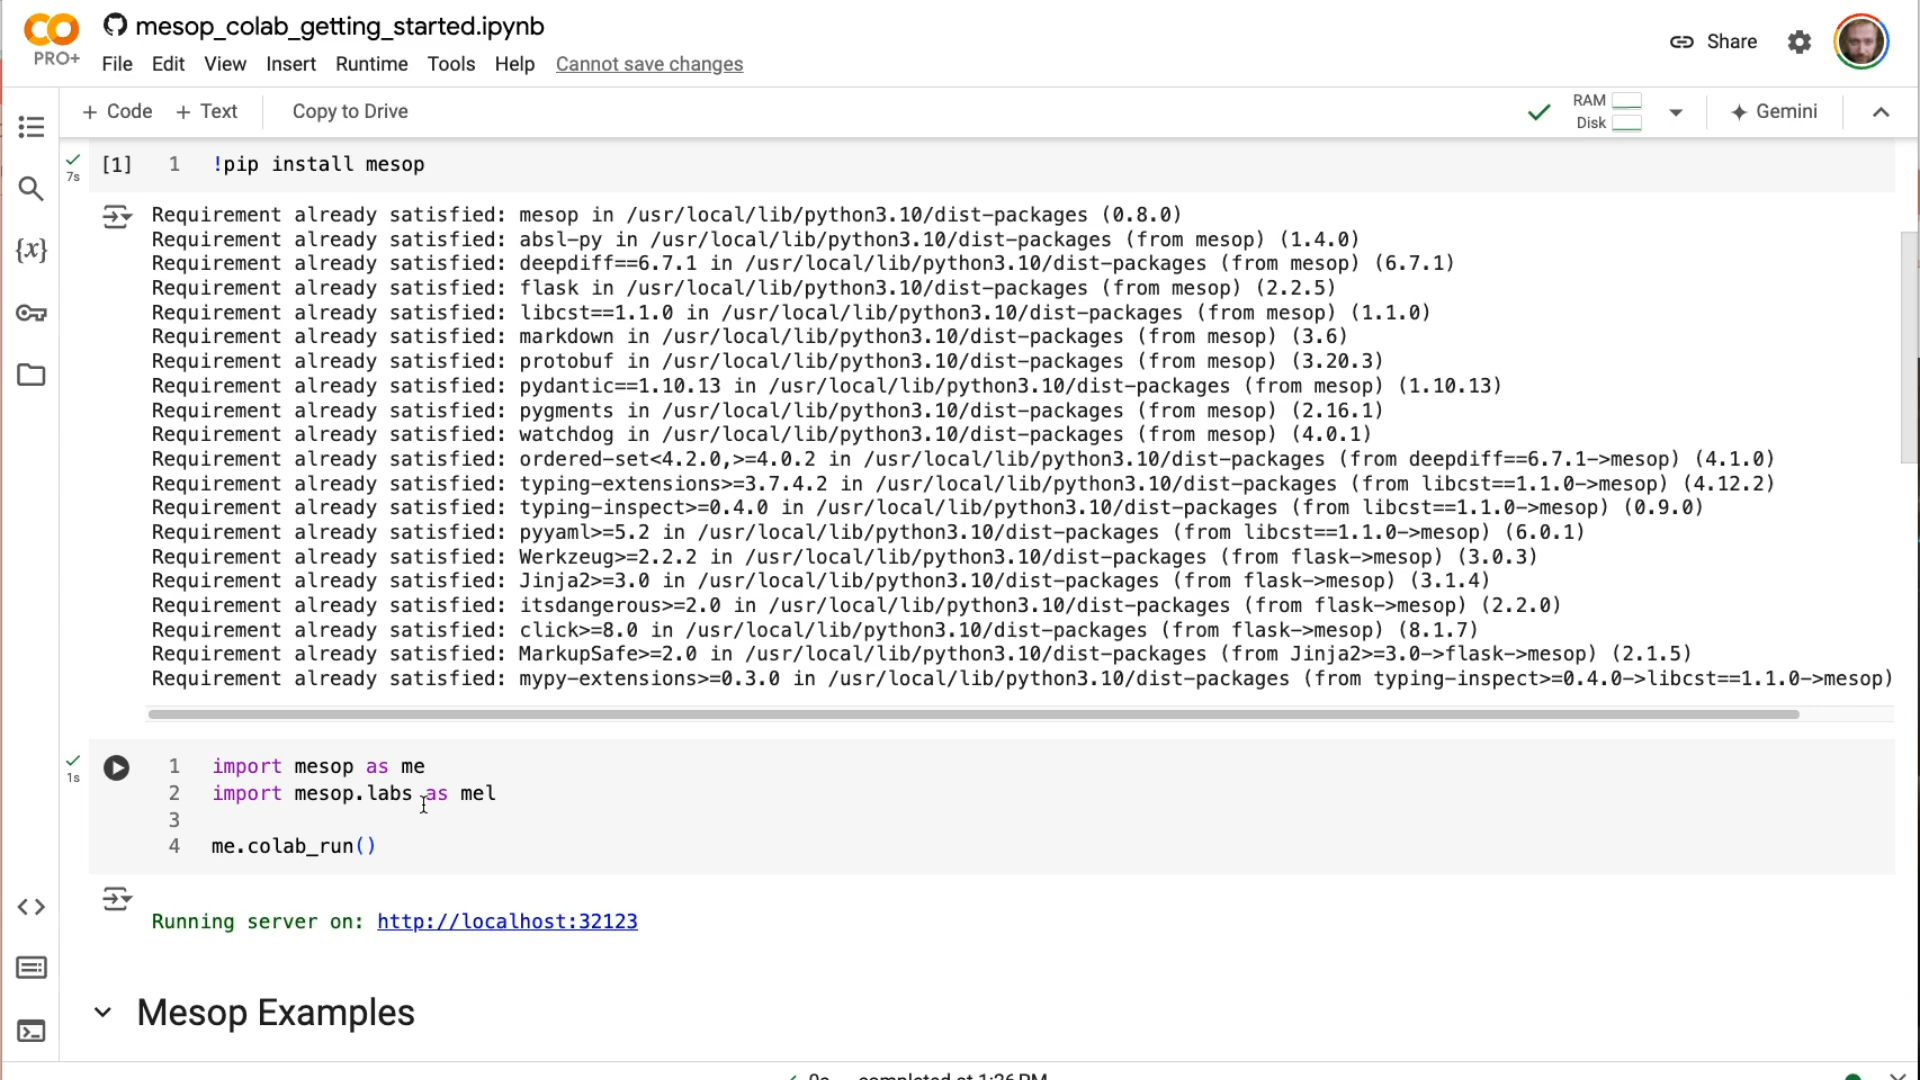 mesop_colab_getting_started.ipynb
PRO+
File Edit View Insert Runtime Tools Help Cannot save changes
Share
+ Code + Text Copy to Drive
RAM
Disk
Gemini
7s
[1] 1 !pip install mesop
Requirement already satisfied: mesop in /usr/local/lib/python3.10/dist-packages (0.8.0)
Requirement already satisfied: absl-py in /usr/local/lib/python3.10/dist-packages (from mesop) (1.4.0)
Requirement already satisfied: deepdiff==6.7.1 in /usr/local/lib/python3.10/dist-packages (from mesop) (6.7.1)
Requirement already satisfied: flask in /usr/local/lib/python3.10/dist-packages (from mesop) (2.2.5)
Requirement already satisfied: libcst==1.1.0 in /usr/local/lib/python3.10/dist-packages (from mesop) (1.1.0)
Requirement already satisfied: markdown in /usr/local/lib/python3.10/dist-packages (from mesop) (3.6)
Requirement already satisfied: protobuf in /usr/local/lib/python3.10/dist-packages (from mesop) (3.20.3)
Requirement already satisfied: pydantic==1.10.13 in /usr/local/lib/python3.10/dist-packages (from mesop) (1.10.13)
Requirement already satisfied: pygments in /usr/local/lib/python3.10/dist-packages (from mesop) (2.16.1)
Requirement already satisfied: watchdog in /usr/local/lib/python3.10/dist-packages (from mesop) (4.0.1)
Requirement already satisfied: ordered-set<4.2.0,>=4.0.2 in /usr/local/lib/python3.10/dist-packages (from deepdiff==6.7.1->mesop) (4.1.0)
Requirement already satisfied: typing-extensions>=3.7.4.2 in /usr/local/lib/python3.10/dist-packages (from libcst==1.1.0->mesop) (4.12.2)
Requirement already satisfied: typing-inspect>=0.4.0 in /usr/local/lib/python3.10/dist-packages (from libcst==1.1.0->mesop) (0.9.0)
Requirement already satisfied: pyyaml>=5.2 in /usr/local/lib/python3.10/dist-packages (from libcst==1.1.0->mesop) (6.0.1)
Requirement already satisfied: Werkzeug>=2.2.2 in /usr/local/lib/python3.10/dist-packages (from flask->mesop) (3.0.3)
Requirement already satisfied: Jinja2>=3.0 in /usr/local/lib/python3.10/dist-packages (from flask->mesop) (3.1.4)
Requirement already satisfied: itsdangerous>=2.0 in /usr/local/lib/python3.10/dist-packages (from flask->mesop) (2.2.0)
Requirement already satisfied: click>=8.0 in /usr/local/lib/python3.10/dist-packages (from flask->mesop) (8.1.7)
Requirement already satisfied: MarkupSafe>=2.0 in /usr/local/lib/python3.10/dist-packages (from Jinja2>=3.0->flask->mesop) (2.1.5)
Requirement already satisfied: mypy-extensions>=0.3.0 in /usr/local/lib/python3.10/dist-packages (from typing-inspect>=0.4.0->libcst==1.1.0->mesop)
1s
1 import mesop as me
2 import mesop.labs as mel
3
4 me.colab_run()
Running server on: http://localhost:32123
Mesop Examples
0s completed at 1:26 PM